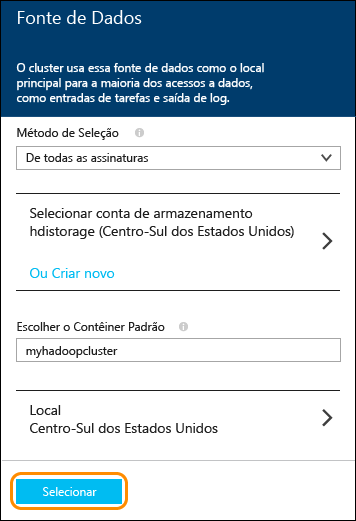 Fonte de Dados
O cluster usa essa fonte de dados como o local
principal para a maioria dos acessos a dados,
como entradas de tarefas e saída de log.
Método de Seleção
De todas as assinaturas
Selecionar conta de armazenamento
hdistorage (Centro-Sul dos Estados Unidos)
Ou Criar novo
Escolher o Contêiner Padrão
myhadoopcluster
Local
Centro-Sul dos Estados Unidos
Selecionar